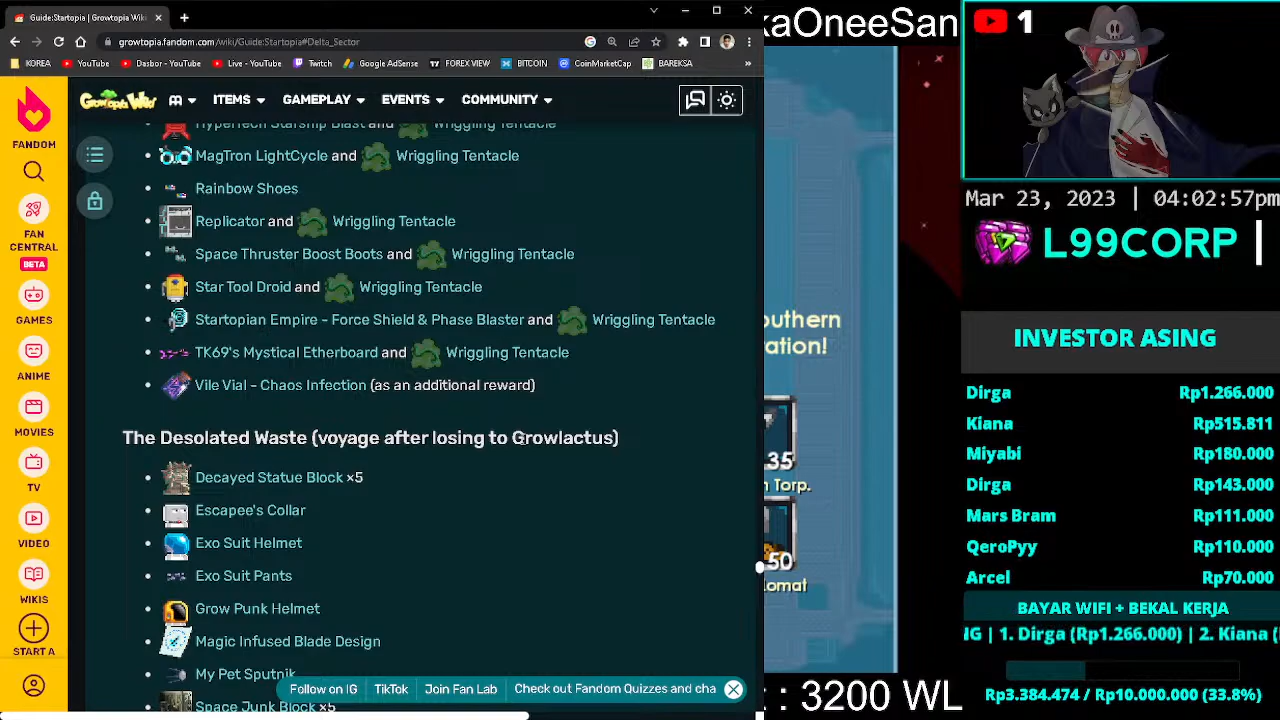 Guide:Startopia | Growtopia Wiki
growtopia.fandom.com/wiki/Guide:Startopia#Delta_Sector
KOREA YouTube Dasbor - YouTube Live - YouTube Twitch Google AdSense FOREX VIEW BITCOIN CoinMarketCap BAREKSA »
FANDOM
FAN CENTRAL
BETA
GAMES
ANIME
MOVIES
TV
VIDEO
WIKIS
START A
Growtopia Wiki
ITEMS GAMEPLAY EVENTS COMMUNITY
HyperTech Starship Blast and Wriggling Tentacle
MagTron LightCycle and Wriggling Tentacle
Rainbow Shoes
Replicator and Wriggling Tentacle
Space Thruster Boost Boots and Wriggling Tentacle
Star Tool Droid and Wriggling Tentacle
Startopian Empire - Force Shield & Phase Blaster and Wriggling Tentacle
TK69's Mystical Etherboard and Wriggling Tentacle
Vile Vial - Chaos Infection (as an additional reward)
The Desolated Wars (voyage after losing to Growlactus)
Decayed Statue Block ×5
Escapee's Collar
Exo Suit Helmet
Exo Suit Pants
Grow Punk Helmet
Magic Infused Blade Design
My Pet Sputnik
Space Junk Block ×5
Follow on IG TikTok Join Fan Lab Check out Fandom Quizzes and cha
kaOneeSan
outhern
ation!
35
n Torp.
50
lomat
: 3200 WL
1
Mar 23, 2023 | 04:02:57pm
L99CORP |
INVESTOR ASING
Dirga Rp1.266.000
Kiana Rp515.811
Miyabi Rp180.000
Dirga Rp143.000
Mars Bram Rp111.000
QeroPyy Rp110.000
Arcel Rp70.000
BAYAR WIFI + BEKAL KERJA
NG | 1. Dirga (Rp1.266.000) | 2. Kiana (
Rp3.384.474 / Rp10.000.000 (33.8%)